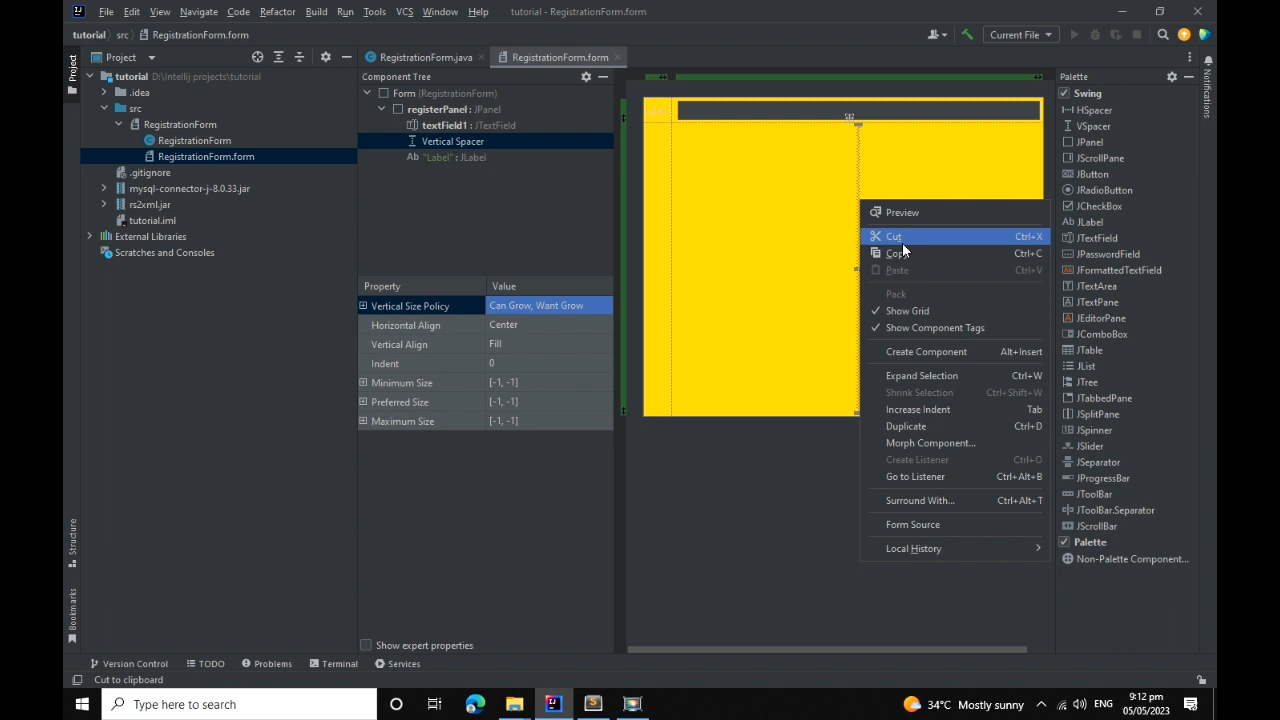 File Edit View Navigate Code Refactor Build Run Tools VCS Window Help tutorial - RegistrationForm.form
tutorial src RegistrationForm.form Current File
Project
Project
RegistrationForm.java RegistrationForm.form
Notifications
tutorial D:\Intellij projects\tutorial
.idea
src
RegistrationForm
RegistrationForm
RegistrationForm.form
.gitignore
mysql-connector-j-8.0.33.jar
rs2xml.jar
tutorial.iml
External Libraries
Scratches and Consoles
Structure
Bookmarks
Component Tree
Form (RegistrationForm)
registerPanel : JPanel
textField1 : JTextField
Vertical Spacer
Ab "Label" : JLabel
Property Value
Vertical Size Policy Can Grow, Want Grow
Horizontal Align Center
Vertical Align Fill
Indent 0
Minimum Size [-1, -1]
Preferred Size [-1, -1]
Maximum Size [-1, -1]
Show expert properties
Preview
Cut Ctrl+X
Copy Ctrl+C
Paste Ctrl+V
Pack
Show Grid
Show Component Tags
Create Component Alt+Insert
Expand Selection Ctrl+W
Shrink Selection Ctrl+Shift+W
Increase Indent Tab
Duplicate Ctrl+D
Morph Component...
Create Listener Ctrl+O
Go to Listener Ctrl+Alt+B
Surround With... Ctrl+Alt+T
Form Source
Local History
Palette
Swing
HSpacer
VSpacer
JPanel
JScrollPane
JButton
JRadioButton
JCheckBox
Ab JLabel
JTextField
JPasswordField
JFormattedTextField
JTextArea
JTextPane
JEditorPane
JComboBox
JTable
JList
JTree
JTabbedPane
JSplitPane
JSpinner
JSlider
JSeparator
JProgressBar
JToolBar
JToolBar.Separator
JScrollBar
Palette
Non-Palette Component...
Version Control TODO Problems Terminal Services
Cut to clipboard
Type here to search
34°C Mostly sunny ENG
9:12 pm
05/05/2023